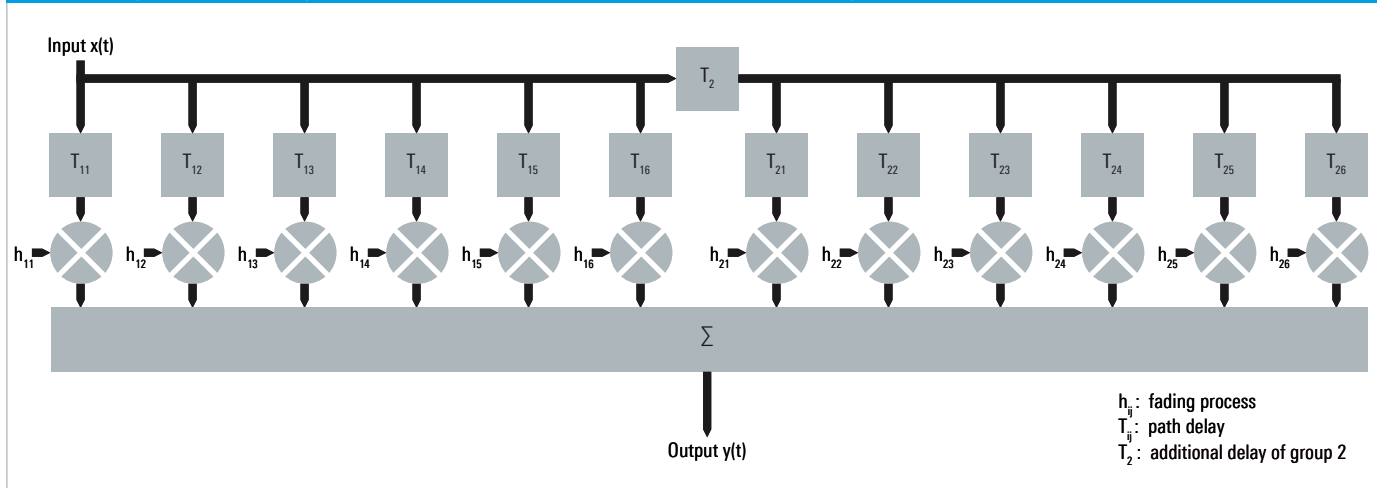 Input x(t)
T2
T11 T12 T13 T14 T15 T16 T21 T22 T23 T24 T25 T26
h11 h12 h13 h14 h15 h16 h21 h22 h23 h24 h25 h26
Σ
hij : fading process
Tij : path delay
T2 : additional delay of group 2
Output y(t)